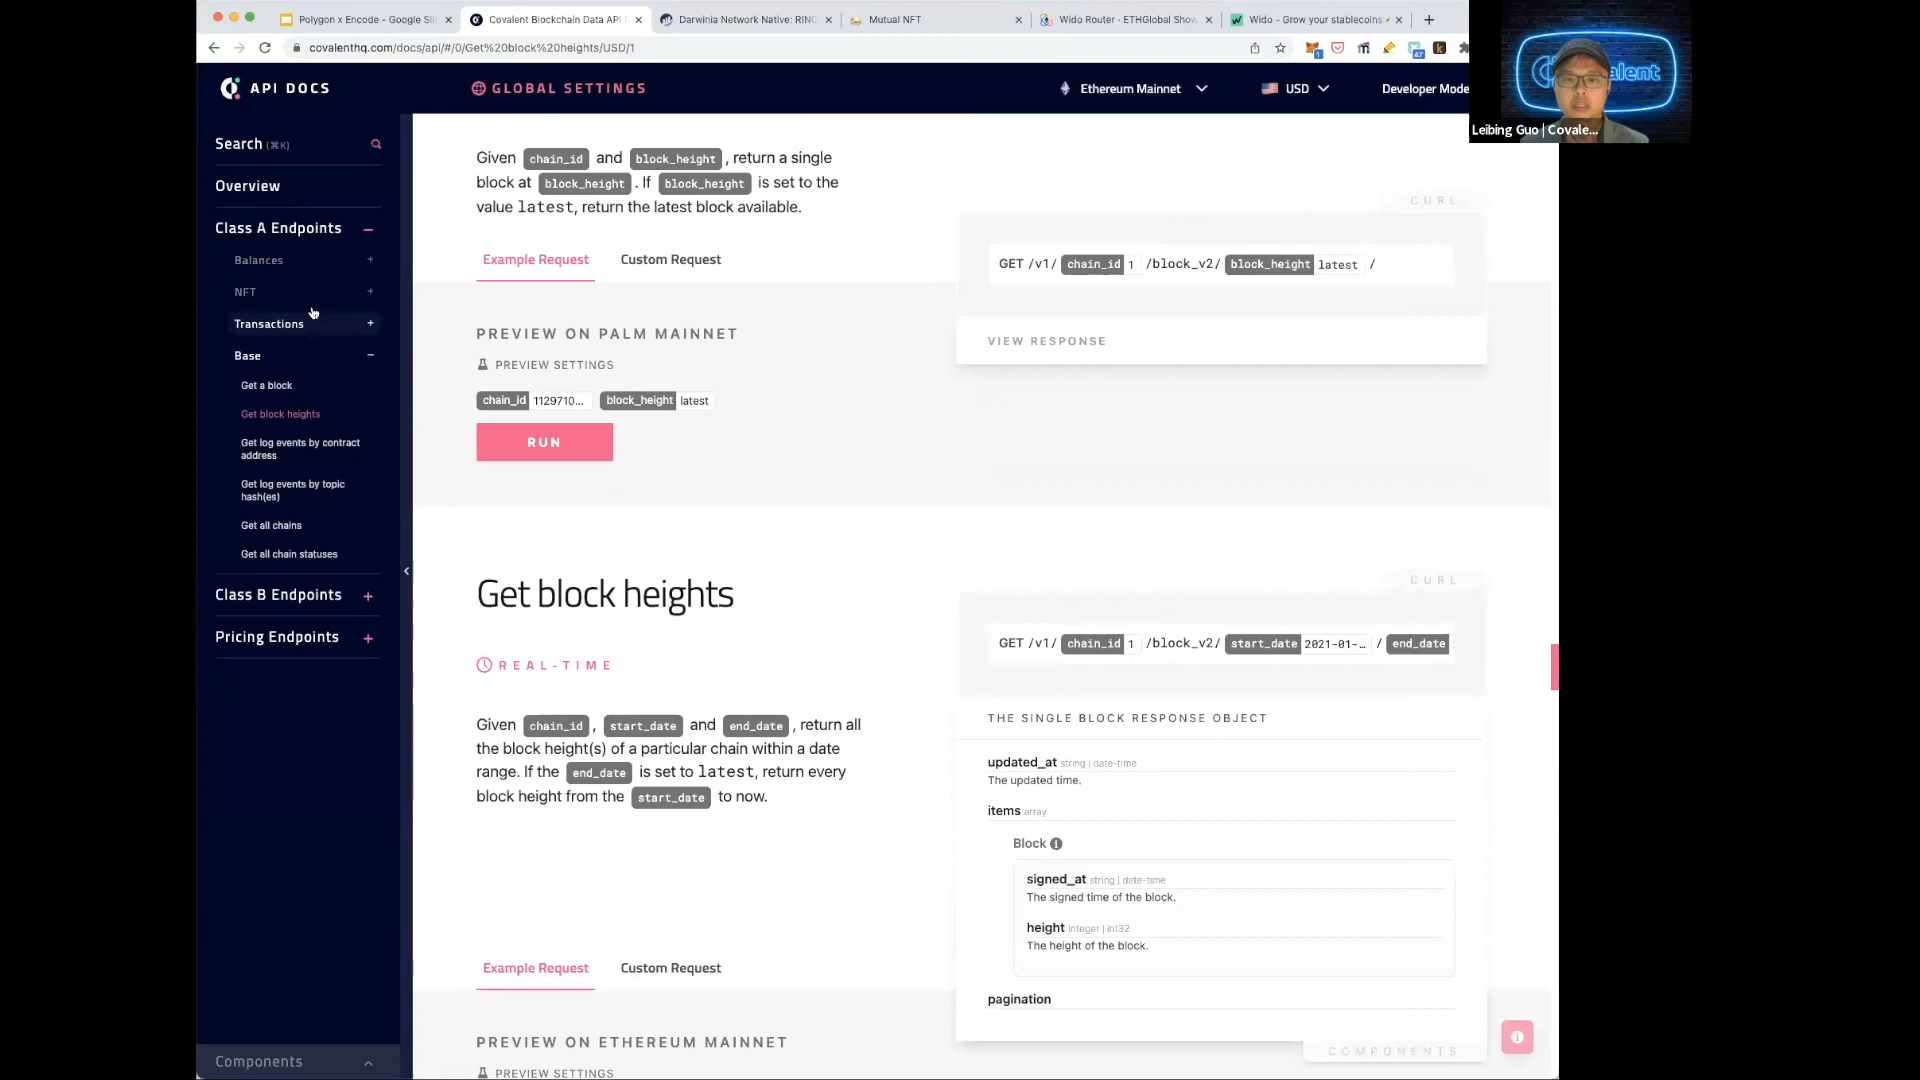 Polygon x Encode - Google Sli
Covalent Blockchain Data API
Darwinia Network Native: RING
Mutual NFT
Wido Router - ETHGlobal Show
Wido - Grow your stablecoins
covalenthq.com/docs/api/#/0/Get%20block%20heights/USD/1
API DOCS
GLOBAL SETTINGS
Ethereum Mainnet
USD
Developer Mode
Covalent
Leibing Guo | Covale...
Search (⌘K)
Overview
Class A Endpoints
Balances
NFT
Transactions
Base
Get a block
Get block heights
Get log events by contract
address
Get log events by topic
hash(es)
Get all chains
Get all chain statuses
Class B Endpoints
Pricing Endpoints
Components
Given chain_id and block_height , return a single
block at block_height . If block_height is set to the
value latest, return the latest block available.
Example Request Custom Request
PREVIEW ON PALM MAINNET
PREVIEW SETTINGS
chain_id 1129710... block_height latest
RUN
CURL
GET /v1/ chain_id 1 /block_v2/ block_height latest /
VIEW RESPONSE
Get block heights
REAL-TIME
Given chain_id , start_date and end_date , return all
the block height(s) of a particular chain within a date
range. If the end_date is set to latest, return every
block height from the start_date to now.
Example Request Custom Request
PREVIEW ON ETHEREUM MAINNET
PREVIEW SETTINGS
CURL
GET /v1/ chain_id 1 /block_v2/ start_date 2021-01-… / end_date
THE SINGLE BLOCK RESPONSE OBJECT
updated_at string | date-time
The updated time.
items array
Block
signed_at string | date-time
The signed time of the block.
height integer | int32
The height of the block.
pagination
COMPONENTS